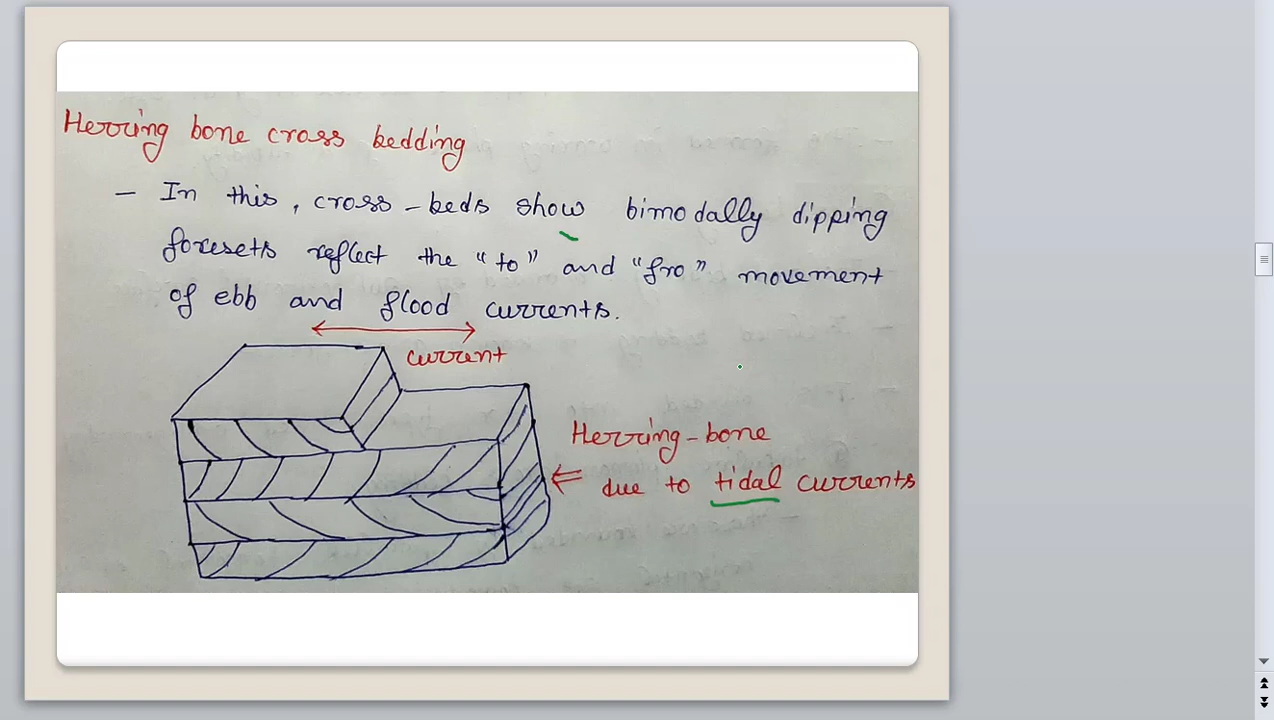 Herring bone cross bedding
- In this, cross-beds show bimodally dipping
foresets reflect the "to" and "fro" movement
of ebb and flood currents.
current
Herring-bone
due to tidal currents